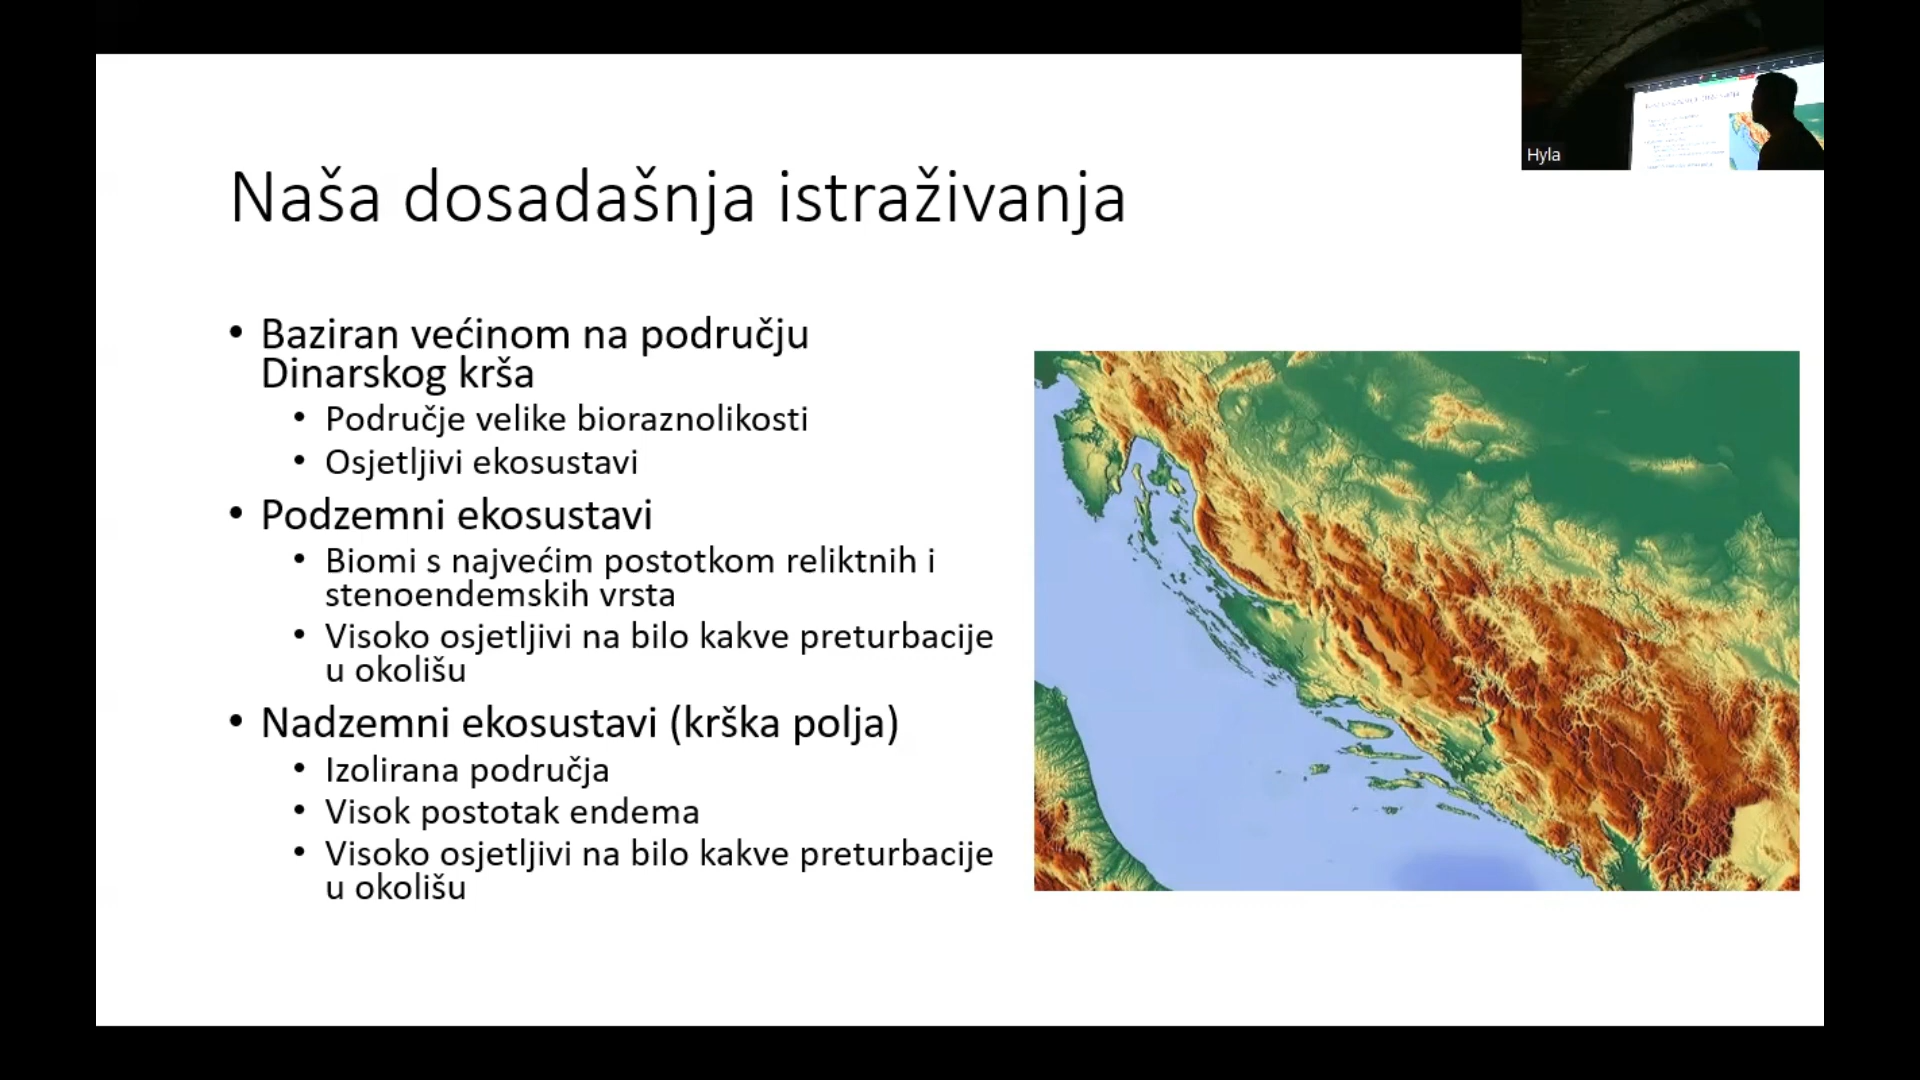 Hyla
Naša dosadašnja istraživanja
• Baziran većinom na području
Dinarskog krša
• Područje velike bioraznolikosti
• Osjetljivi ekosustavi
• Podzemni ekosustavi
• Biomi s najvećim postotkom reliktnih i
stenoendemskih vrsta
• Visoko osjetljivi na bilo kakve preturbacije
u okolišu
• Nadzemni ekosustavi (krška polja)
• Izolirana područja
• Visok postotak endema
• Visoko osjetljivi na bilo kakve preturbacije
u okolišu